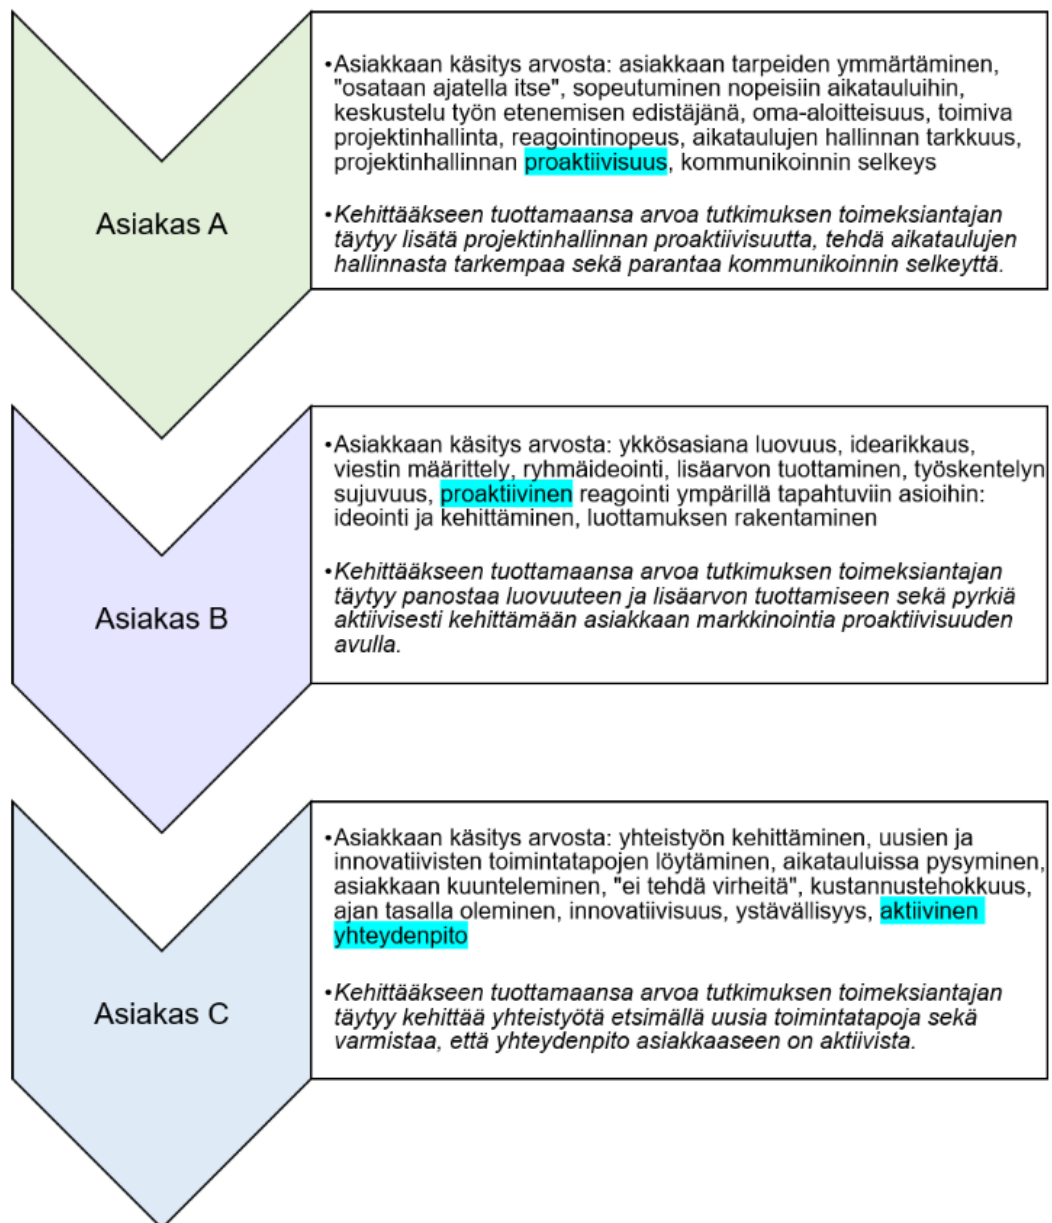 Asiakas A
•Asiakkaan käsitys arvosta: asiakkaan tarpeiden ymmärtäminen,
"osataan ajatella itse", sopeutuminen nopeisiin aikatauluihin,
keskustelu työn etenemisen edistäjänä, oma-aloitteisuus, toimiva
projektinhallinta, reagointinopeus, aikataulujen hallinnan tarkkuus,
projektinhallinnan proaktiivisuus, kommunikoinnin selkeys
•Kehittääkseen tuottamaansa arvoa tutkimuksen toimeksiantajan
täytyy lisätä projektinhallinnan proaktiivisuutta, tehdä aikataulujen
hallinnasta tarkempaa sekä parantaa kommunikoinnin selkeyttä.
Asiakas B
•Asiakkaan käsitys arvosta: ykkösasiana luovuus, idearikkaus,
viestin määrittely, ryhmäideointi, lisäarvon tuottaminen, työskentelyn
sujuvuus, proaktiivinen reagointi ympärillä tapahtuviin asioihin:
ideointi ja kehittäminen, luottamuksen rakentaminen
•Kehittääkseen tuottamaansa arvoa tutkimuksen toimeksiantajan
täytyy panostaa luovuuteen ja lisäarvon tuottamiseen sekä pyrkiä
aktiivisesti kehittämään asiakkaan markkinointia proaktiivisuuden
avulla.
Asiakas C
•Asiakkaan käsitys arvosta: yhteistyön kehittäminen, uusien ja
innovatiivisten toimintatapojen löytäminen, aikatauluissa pysyminen,
asiakkaan kuunteleminen, "ei tehdä virheitä", kustannustehokkuus,
ajan tasalla oleminen, innovatiivisuus, ystävällisyys, aktiivinen
yhteydenpito
•Kehittääkseen tuottamaansa arvoa tutkimuksen toimeksiantajan
täytyy kehittää yhteistyötä etsimällä uusia toimintatapoja sekä
varmistaa, että yhteydenpito asiakkaaseen on aktiivista.